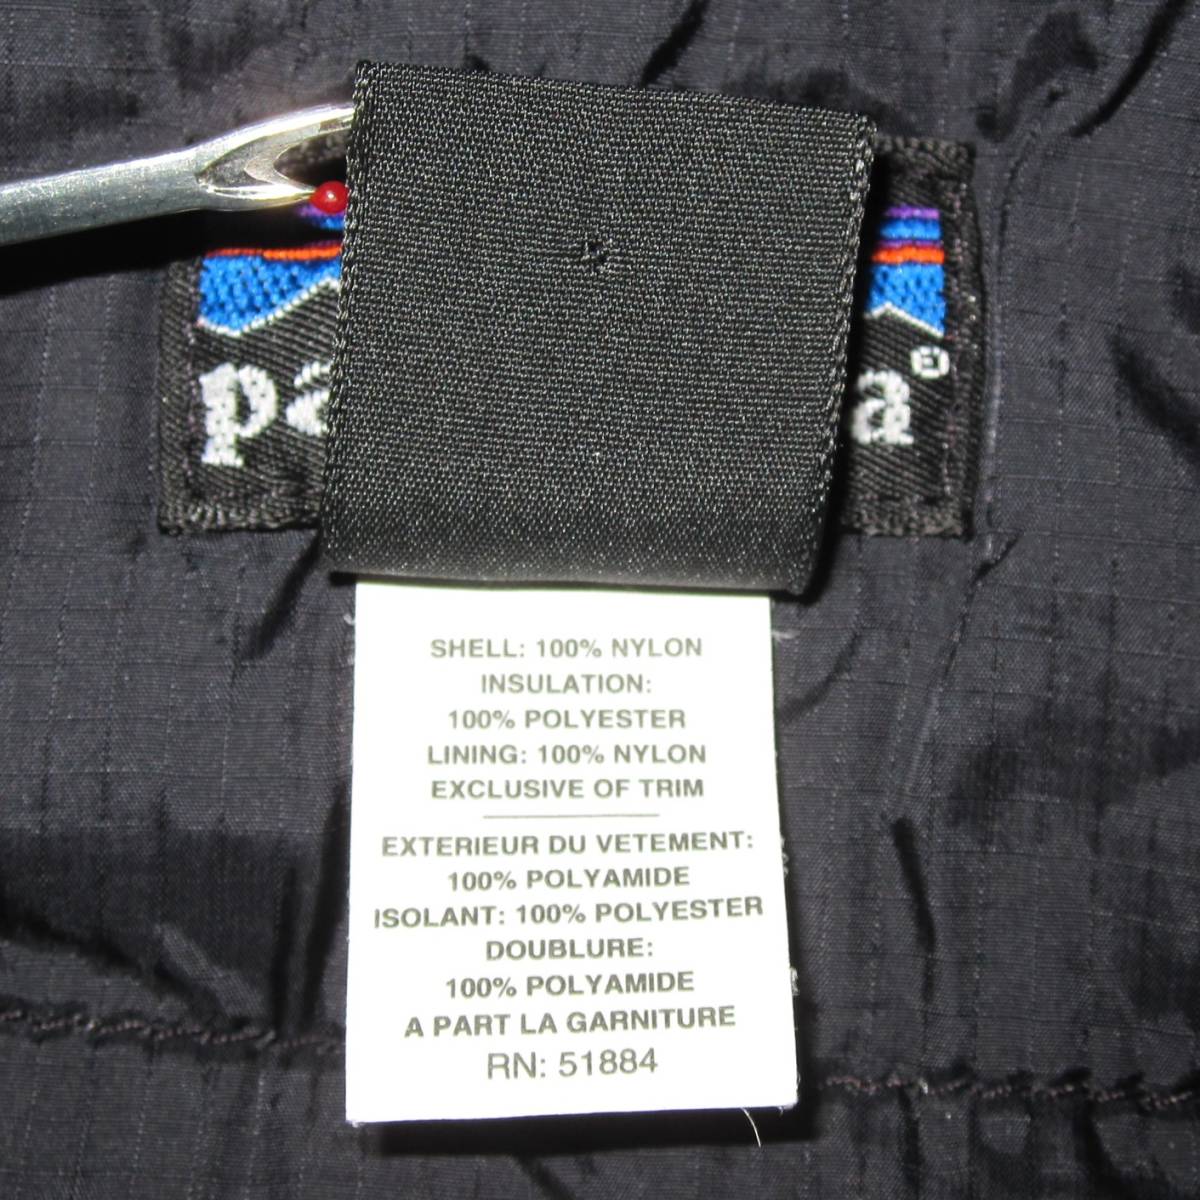 pa a®
SHELL: 100% NYLON
INSULATION:
100% POLYESTER
LINING: 100% NYLON
EXCLUSIVE OF TRIM
EXTERIEUR DU VETEMENT:
100% POLYAMIDE
ISOLANT: 100% POLYESTER
DOUBLURE:
100% POLYAMIDE
A PART LA GARNITURE
RN: 51884